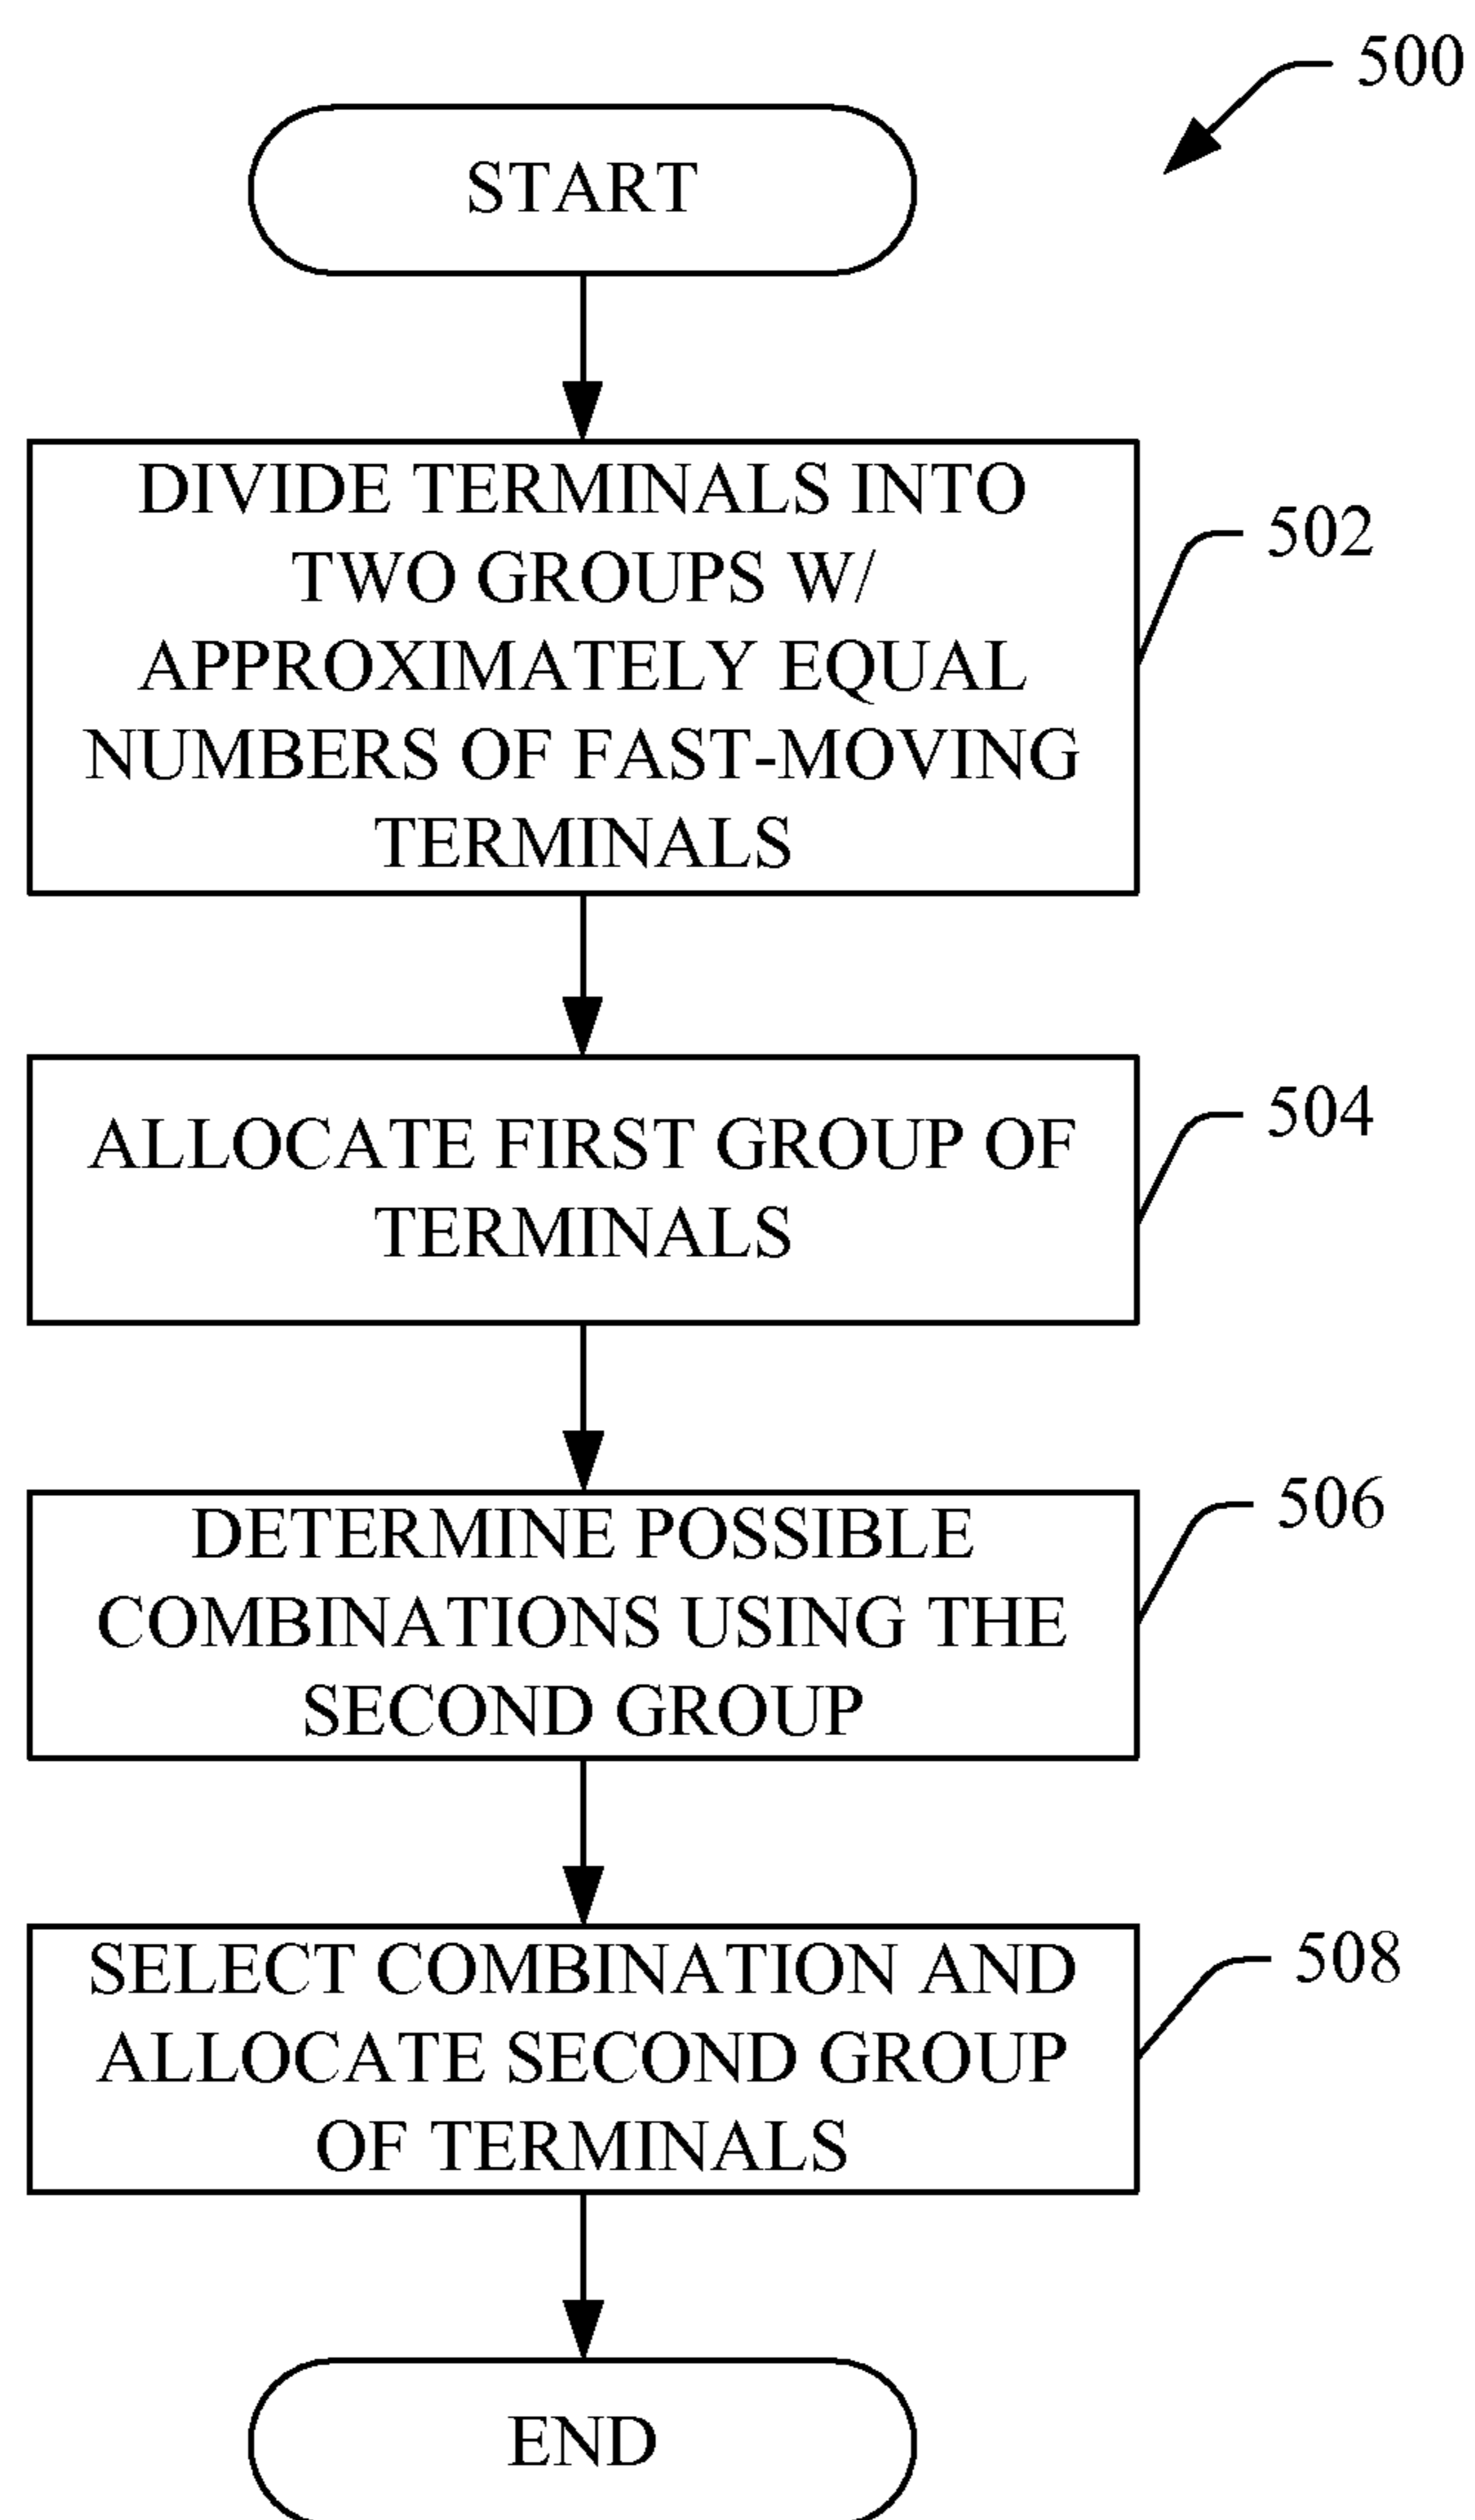 500
START
DIVIDE TERMINALS INTO
TWO GROUPS W/
APPROXIMATELY EQUAL
NUMBERS OF FAST-MOVING
TERMINALS
502
ALLOCATE FIRST GROUP OF
TERMINALS
504
DETERMINE POSSIBLE
COMBINATIONS USING THE
SECOND GROUP
506
SELECT COMBINATION AND
ALLOCATE SECOND GROUP
OF TERMINALS
508
END